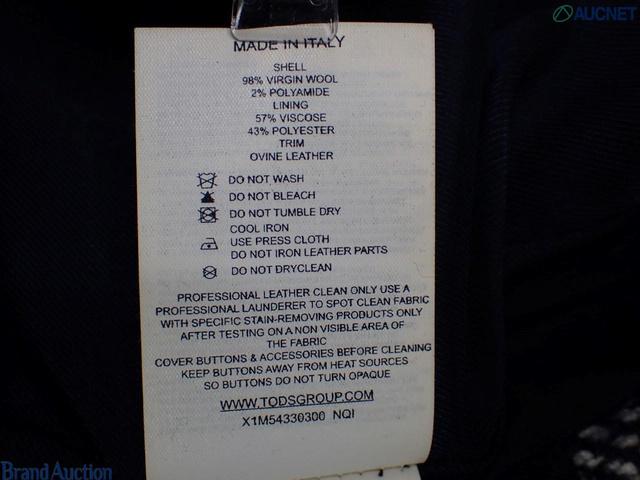 AUCNET
MADE IN ITALY
SHELL
98% VIRGIN WOOL
2% POLYAMIDE
LINING
57% VISCOSE
43% POLYESTER
TRIM
OVINE LEATHER
DO NOT WASH
DO NOT BLEACH
DO NOT TUMBLE DRY
COOL IRON
USE PRESS CLOTH
DO NOT IRON LEATHER PARTS
DO NOT DRYCLEAN
PROFESSIONAL LEATHER CLEAN ONLY USE A
PROFESSIONAL LAUNDERER TO SPOT CLEAN FABRIC
WITH SPECIFIC STAIN-REMOVING PRODUCTS ONLY
AFTER TESTING ON A NON VISIBLE AREA OF
THE FABRIC
COVER BUTTONS & ACCESSORIES BEFORE CLEANING
KEEP BUTTONS AWAY FROM HEAT SOURCES
SO BUTTONS DO NOT TURN OPAQUE
WWW.TODSGROUP.COM
X1M54330300 NQI
Brand Auction